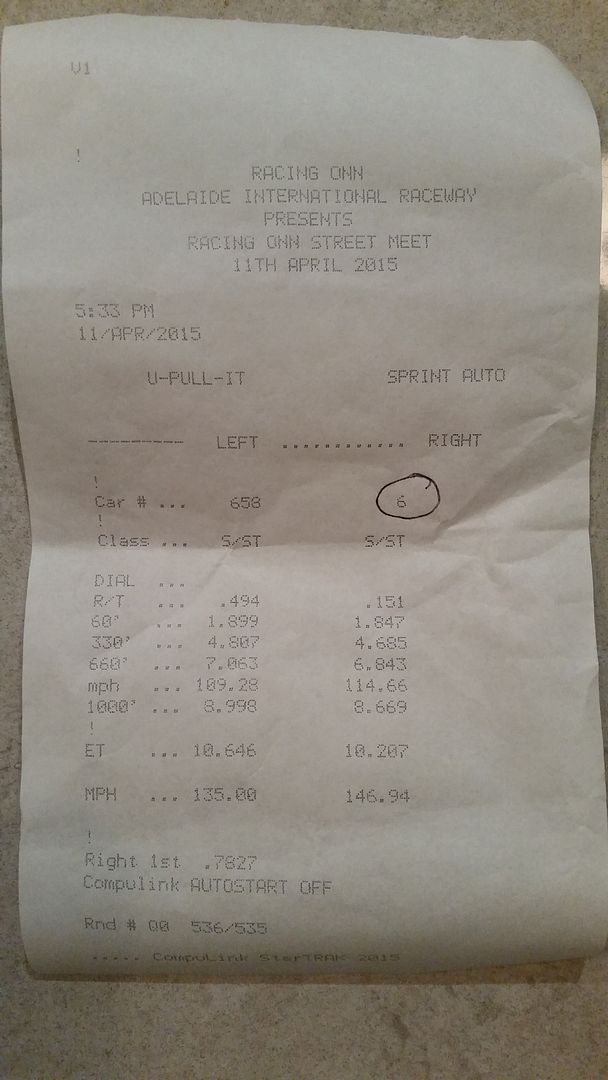 V1
!
RACING ONN
ADELAIDE INTERNATIONAL RACEWAY
PRESENTS
RACING ONN STREET MEET
11TH APRIL 2015
5:33 PM
11/APR/2015
U-PULL-IT SPRINT AUTO
--------- LEFT ............ RIGHT
!
Car # ... 658 6
!
Class ... S/ST S/ST
DIAL ...
R/T ... .494 .151
60' ... 1.899 1.847
330' ... 4.807 4.685
660' ... 7.063 6.843
mph ... 109.28 114.66
1000' ... 8.998 8.669
!
ET ... 10.646 10.207
MPH ... 135.00 146.94
!
Right 1st .7827
Compulink AUTOSTART OFF
Rnd # Q0 536/535
..... CompuLink StarTRAK 2015